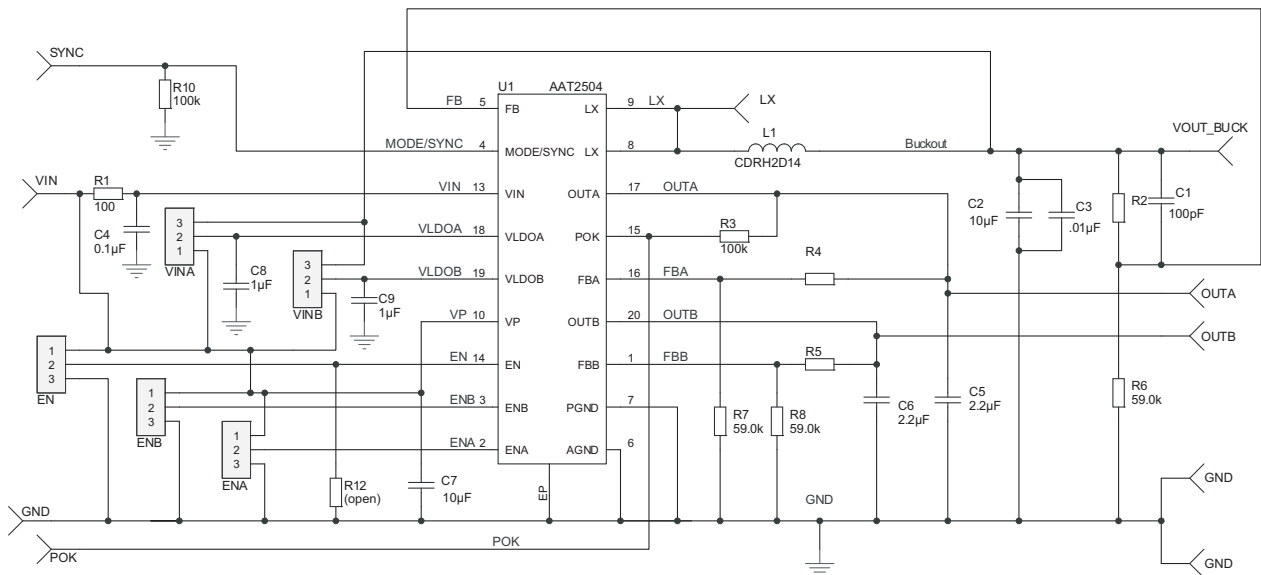 SYNC
R10
100k
U1
AAT2504
FB 5
FB
LX
9
LX
LX
MODE/SYNC 4
MODE/SYNC
LX
8
L1
CDRH2D14
Buckout
VOUT_BUCK
VIN
R1
100
VIN 13
VIN
OUTA
17
OUTA
C4
0.1µF
3
2
1
VINA
VLDOA 18
VLDOA
POK
15
R3
100k
C2
10µF
C3
.01µF
R2
C1
100pF
C8
1µF
3
2
1
VINB
VLDOB 19
VLDOB
FBA
16
FBA
R4
C9
1µF
OUTA
VP 10
VP
OUTB
20
OUTB
OUTB
1
2
3
EN
EN 14
EN
FBB
1
FBB
R5
1
2
3
ENB
ENB 3
ENB
PGND
7
R7
59.0k
R8
59.0k
C6
2.2µF
C5
2.2µF
R6
59.0k
1
2
3
ENA
ENA 2
ENA
AGND
6
R12
(open)
C7
10µF
EP
GND
GND
GND
POK
POK
GND